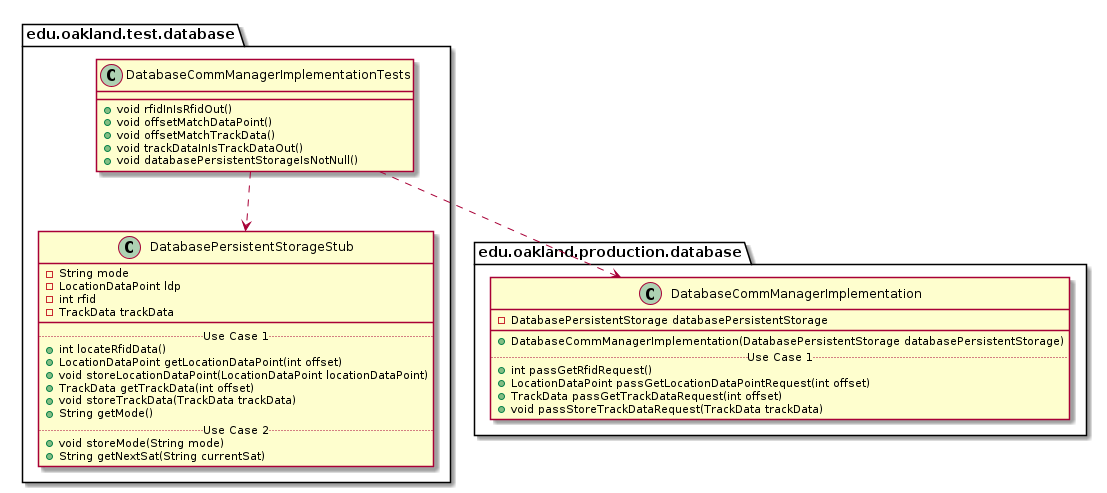 edu.oakland.test.database
C DatabaseCommManagerImplementationTests
void rfidInIsRfidOut()
void offsetMatchDataPoint()
void offsetMatchTrackData()
void trackDataInIsTrackDataOut()
void databasePersistentStorageIsNotNull()
C DatabasePersistentStorageStub
String mode
LocationDataPoint ldp
int rfid
TrackData trackData
Use Case 1
int locateRfidData()
LocationDataPoint getLocationDataPoint(int offset)
void storeLocationDataPoint(LocationDataPoint locationDataPoint)
TrackData getTrackData(int offset)
void storeTrackData(TrackData trackData)
String getMode()
Use Case 2
void storeMode(String mode)
String getNextSat(String currentSat)
edu.oakland.production.database
C DatabaseCommManagerImplementation
DatabasePersistentStorage databasePersistentStorage
DatabaseCommManagerImplementation(DatabasePersistentStorage databasePersistentStorage)
Use Case 1
int passGetRfidRequest()
LocationDataPoint passGetLocationDataPointRequest(int offset)
TrackData passGetTrackDataRequest(int offset)
void passStoreTrackDataRequest(TrackData trackData)